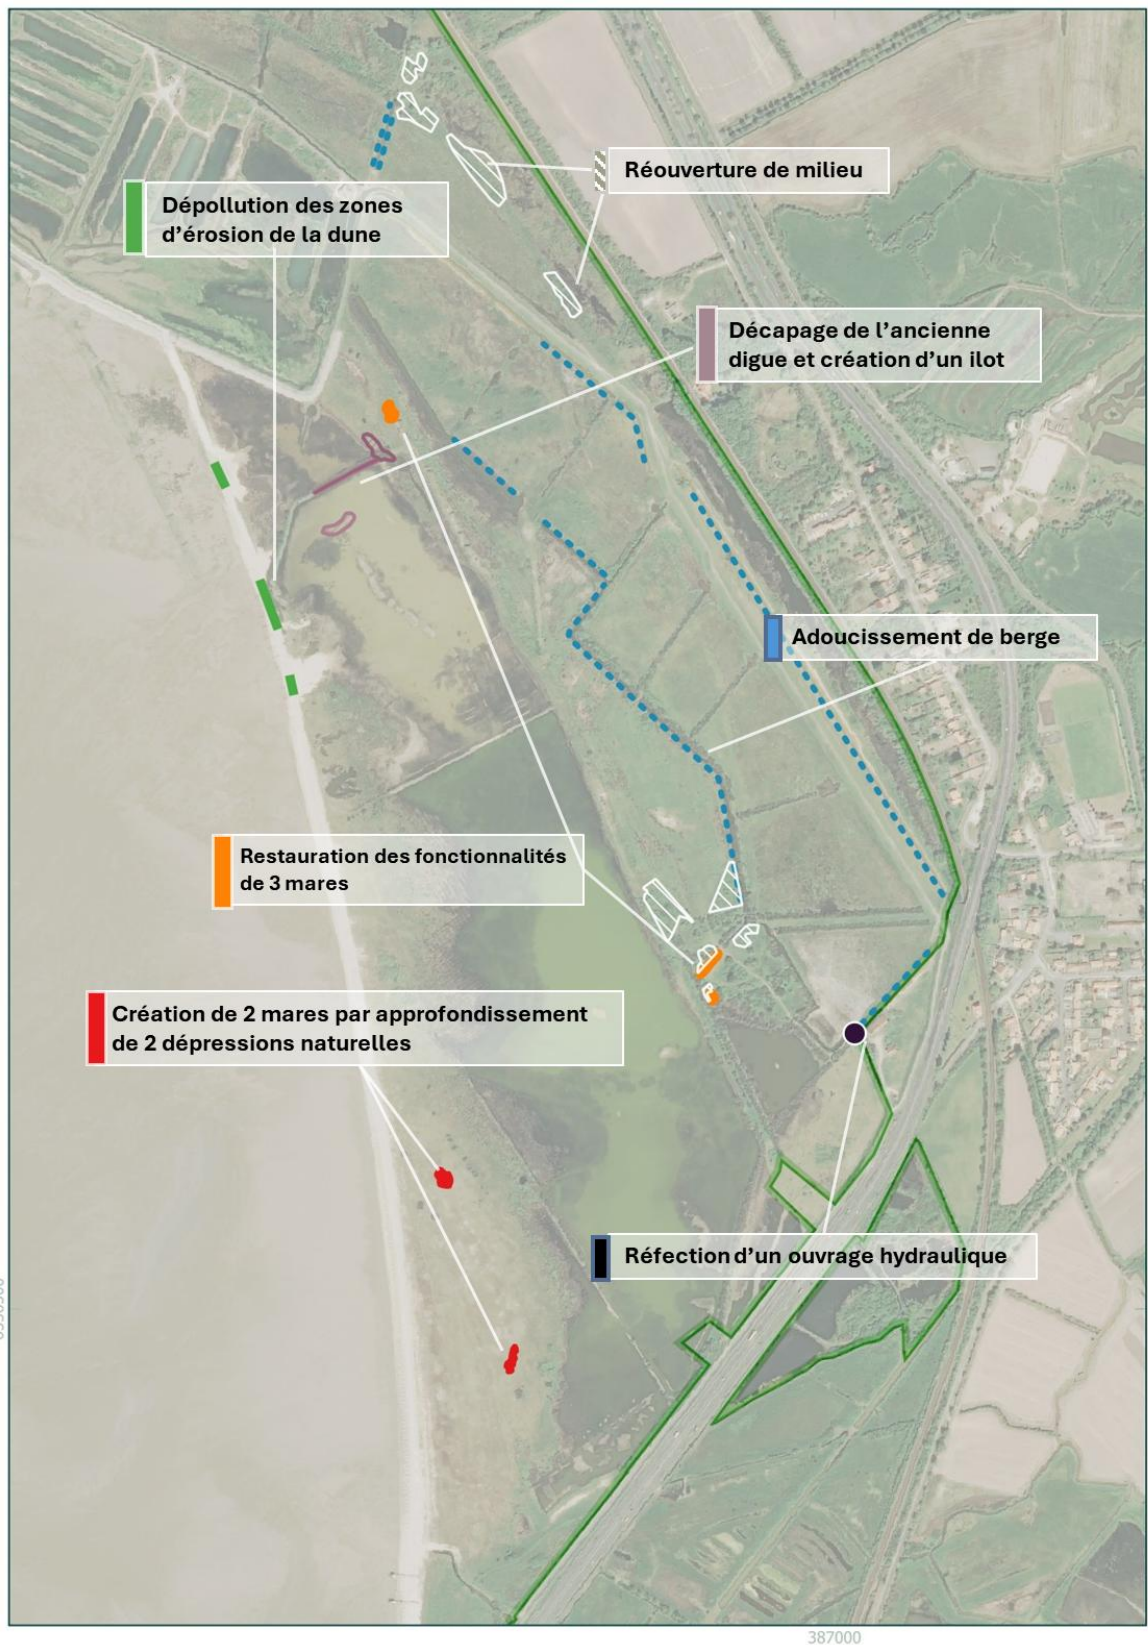 Réouverture de milieu
Dépollution des zones
d’érosion de la dune
Décapage de l’ancienne
digue et création d’un ilot
Adoucissement de berge
Restauration des fonctionnalités
de 3 mares
Création de 2 mares par approfondissement
de 2 dépressions naturelles
Réfection d’un ouvrage hydraulique
387000